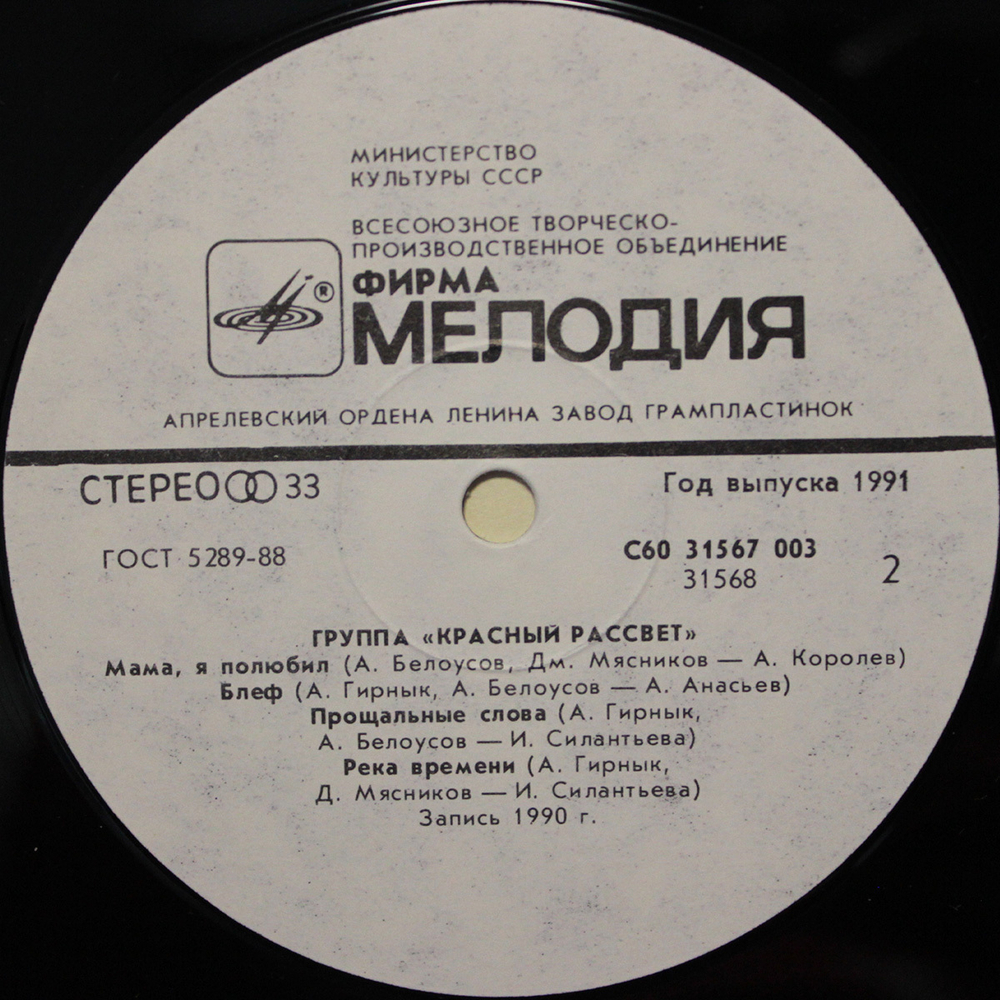 МИНИСТЕРСТВО
КУЛЬТУРЫ СССР
ВСЕСОЮЗНОЕ ТВОРЧЕСКО-
ПРОИЗВОДСТВЕННОЕ ОБЪЕДИНЕНИЕ
®
ФИРМА
МЕЛОДИЯ
АПРЕЛЕВСКИЙ ОРДЕНА ЛЕНИНА ЗАВОД ГРАМПЛАСТИНОК
СТЕРЕО 33
Год выпуска 1991
ГОСТ 5289-88
С60 31567 003
31568
2
ГРУППА «КРАСНЫЙ РАССВЕТ»
Мама, я полюбил (А. Белоусов, Дм. Мясников — А. Королев)
Блеф (А. Гирнык, А. Белоусов — А. Анасьев)
Прощальные слова (А. Гирнык,
А. Белоусов — И. Силантьева)
Река времени (А. Гирнык,
Д. Мясников — И. Силантьева)
Запись 1990 г.